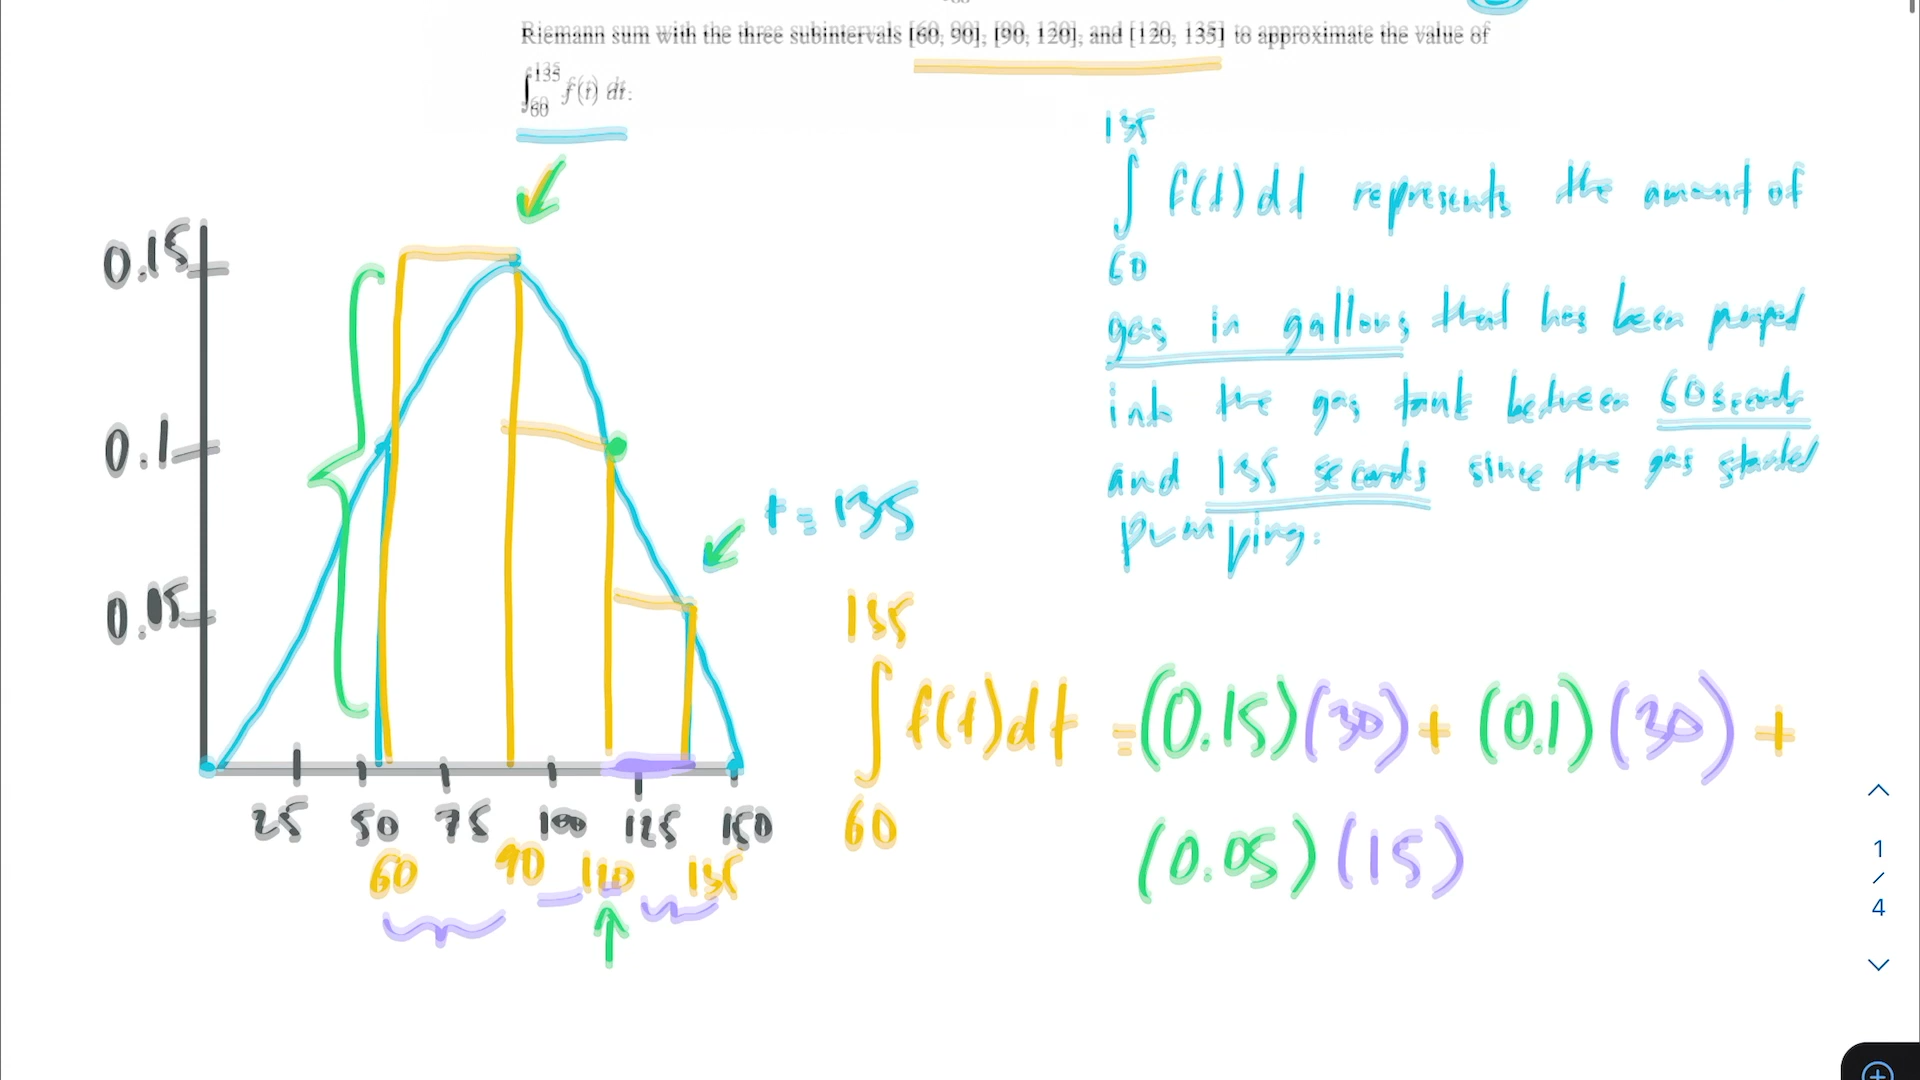 Riemann sum with the three subintervals [60, 90], [90, 120], and [120, 135] to approximate the value of
∫₆₀¹³⁵ f(t) dt.
135
∫ f(t)dt represents the amount of
60
gas in gallons that has been pumped
into the gas tank between 60 seconds
and 135 seconds since the gas started
pumping.
0.15
0.1
0.05
t = 135
25 50 75 100 125 150
60 90 120 135
135
∫ f(t)dt = (0.15)(30) + (0.1)(30) +
60
(0.05)(15)
1
/
4